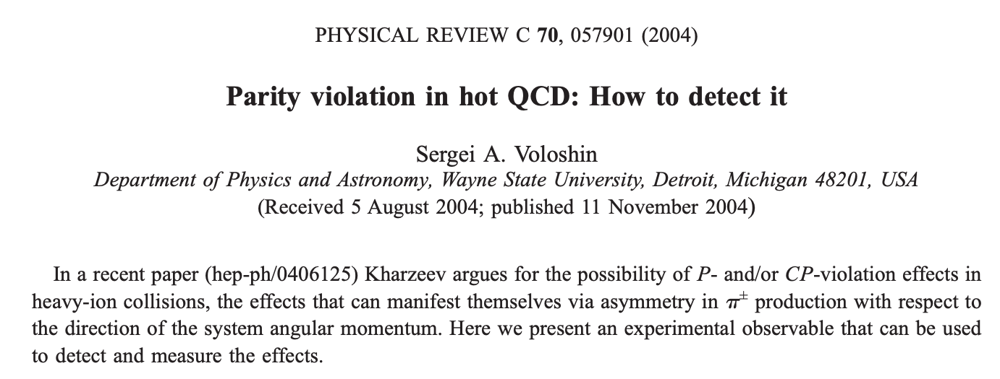 PHYSICAL REVIEW C 70, 057901 (2004)
Parity violation in hot QCD: How to detect it
Sergei A. Voloshin
Department of Physics and Astronomy, Wayne State University, Detroit, Michigan 48201, USA
(Received 5 August 2004; published 11 November 2004)
In a recent paper (hep-ph/0406125) Kharzeev argues for the possibility of P- and/or CP-violation effects in
heavy-ion collisions, the effects that can manifest themselves via asymmetry in π± production with respect to
the direction of the system angular momentum. Here we present an experimental observable that can be used
to detect and measure the effects.